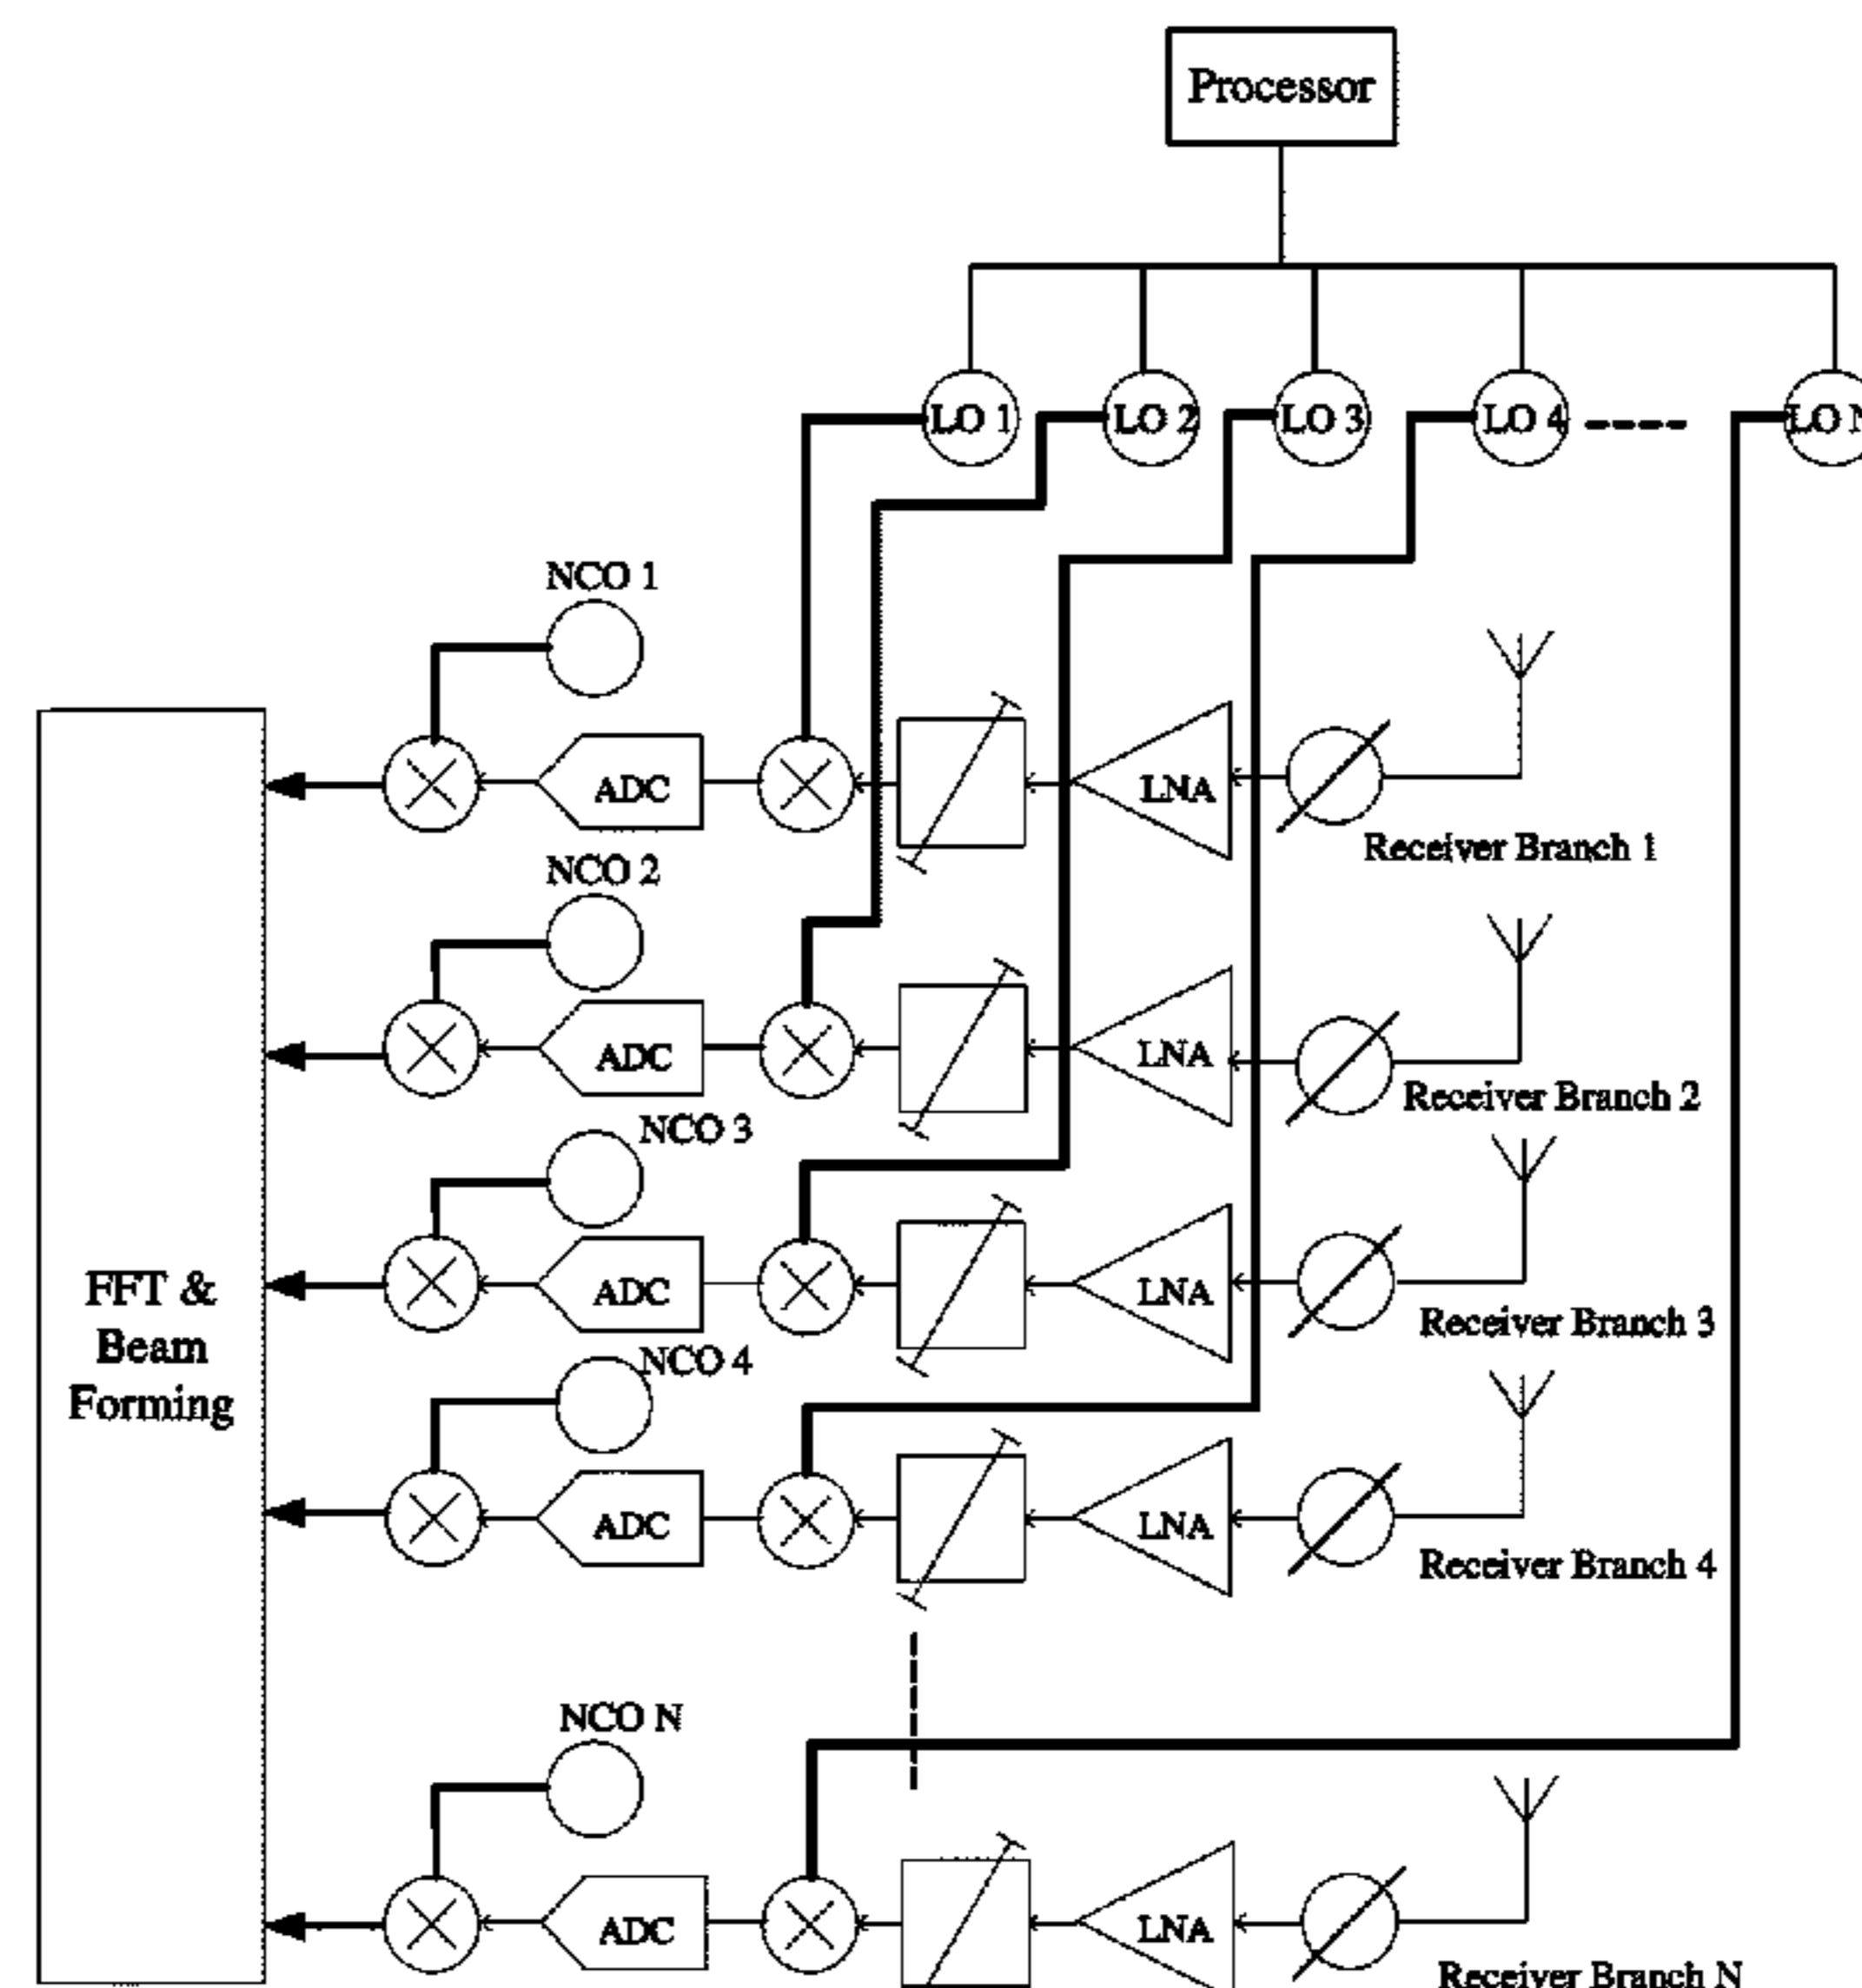 Processor
LO 1
LO 2
LO 3
LO 4
LO N
NCO 1
ADC
LNA
Receiver Branch 1
NCO 2
ADC
LNA
Receiver Branch 2
NCO 3
ADC
LNA
Receiver Branch 3
FFT &
Beam
Forming
NCO 4
ADC
LNA
Receiver Branch 4
NCO N
ADC
LNA
Receiver Branch N